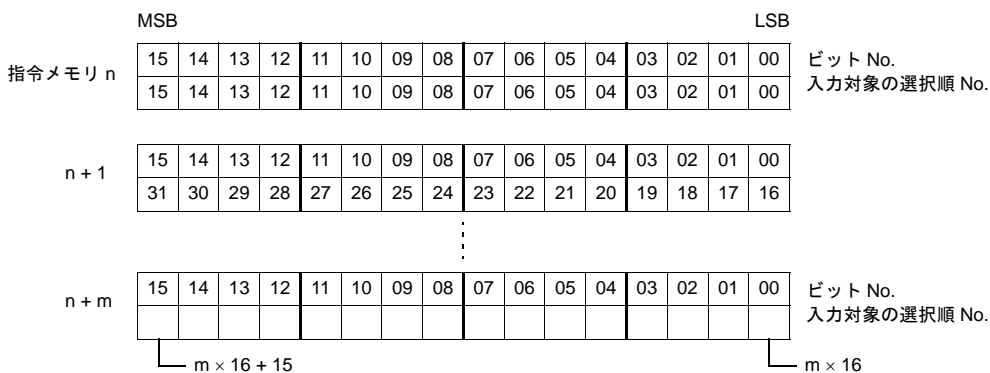 MSB LSB
指令メモリ n 15 14 13 12 11 10 09 08 07 06 05 04 03 02 01 00 ビット No.
15 14 13 12 11 10 09 08 07 06 05 04 03 02 01 00 入力対象の選択順 No.
n + 1 15 14 13 12 11 10 09 08 07 06 05 04 03 02 01 00
31 30 29 28 27 26 25 24 23 22 21 20 19 18 17 16
n + m 15 14 13 12 11 10 09 08 07 06 05 04 03 02 01 00 ビット No.
入力対象の選択順 No.
m × 16 + 15 m × 16